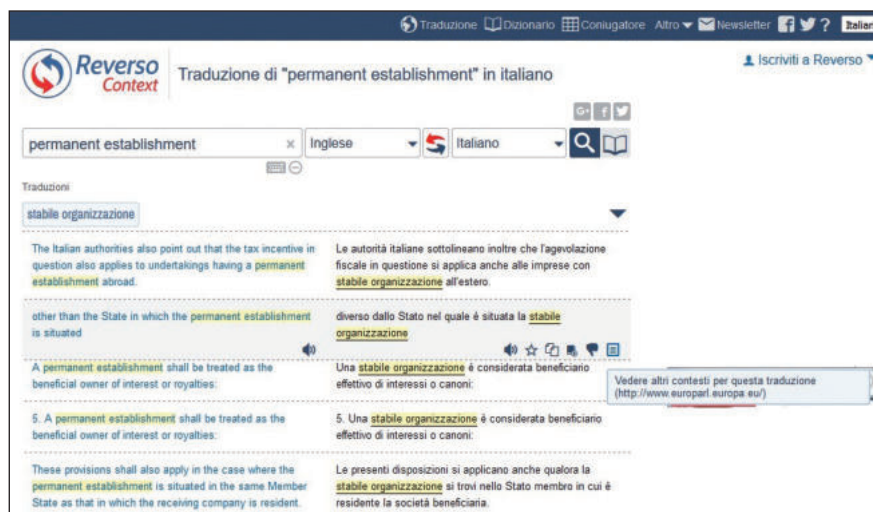 Traduzione Dizionario Coniugatore Altro Newsletter ? Italian
Reverso
Context
Traduzione di "permanent establishment" in italiano
Iscriviti a Reverso
G+ f
permanent establishment × Inglese Italiano
Traduzioni
stabile organizzazione
The Italian authorities also point out that the tax incentive in
question also applies to undertakings having a permanent
establishment abroad.
Le autorità italiane sottolineano inoltre che l'agevolazione
fiscale in questione si applica anche alle imprese con
stabile organizzazione all'estero.
other than the State in which the permanent establishment
is situated
diverso dallo Stato nel quale è situata la stabile
organizzazione
A permanent establishment shall be treated as the
beneficial owner of interest or royalties:
Una stabile organizzazione è considerata beneficiario
effettivo di interessi o canoni:
Vedere altri contesti per questa traduzione
(http://www.europarl.europa.eu/)
5. A permanent establishment shall be treated as the
beneficial owner of interest or royalties:
5. Una stabile organizzazione è considerata beneficiario
effettivo di interessi o canoni:
These provisions shall also apply in the case where the
permanent establishment is situated in the same Member
State as that in which the receiving company is resident.
Le presenti disposizioni si applicano anche qualora la
stabile organizzazione si trovi nello Stato membro in cui è
residente la società beneficiaria.